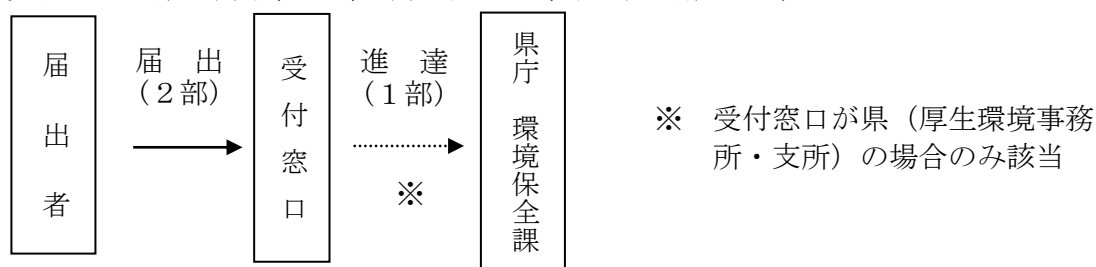 届出者
届　出
（２部）
受付窓口
進　達
（１部）
※
県庁　環境保全課
※　受付窓口が県（厚生環境事務
所・支所）の場合のみ該当